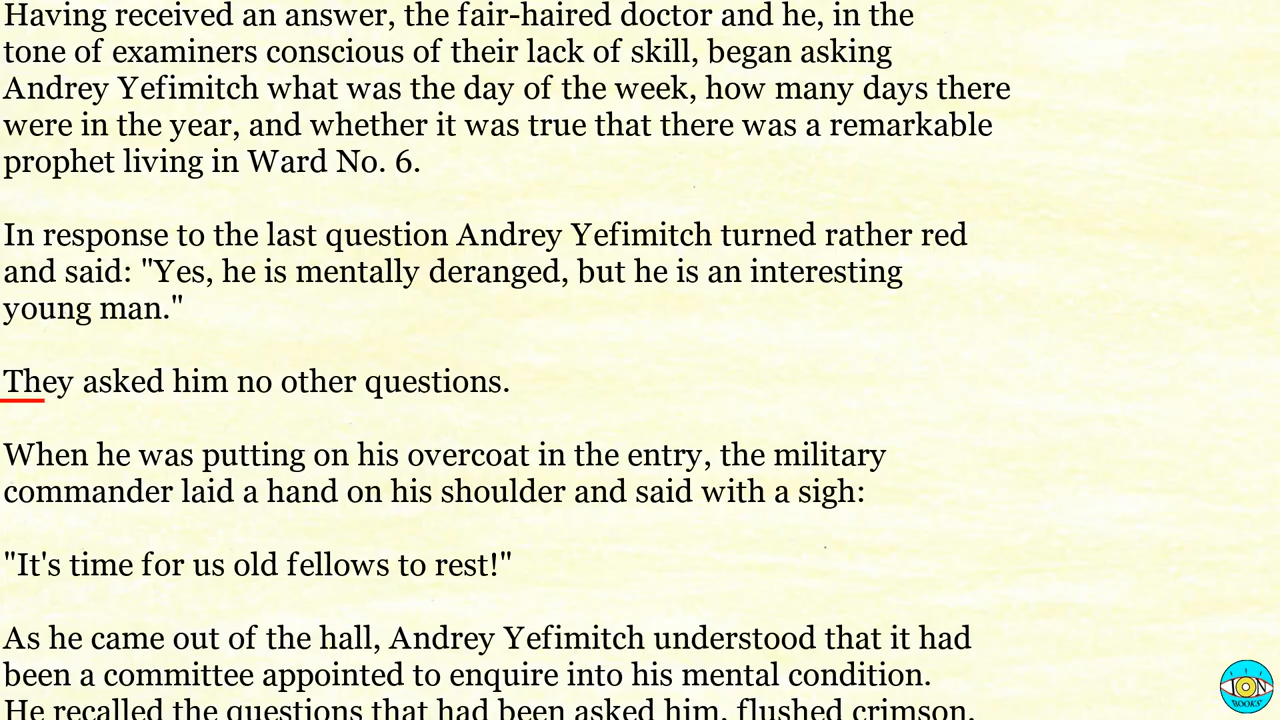 Having received an answer, the fair-haired doctor and he, in the
tone of examiners conscious of their lack of skill, began asking
Andrey Yefimitch what was the day of the week, how many days there
were in the year, and whether it was true that there was a remarkable
prophet living in Ward No. 6.
In response to the last question Andrey Yefimitch turned rather red
and said: "Yes, he is mentally deranged, but he is an interesting
young man."
They asked him no other questions.
When he was putting on his overcoat in the entry, the military
commander laid a hand on his shoulder and said with a sigh:
"It's time for us old fellows to rest!"
As he came out of the hall, Andrey Yefimitch understood that it had
been a committee appointed to enquire into his mental condition.
He recalled the questions that had been asked him, flushed crimson,
ION
BOOKS